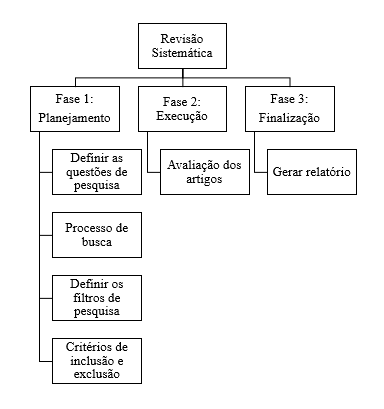 Revisão
Sistemática
Fase 1:
Planejamento
Fase 2:
Execução
Fase 3:
Finalização
Definir as
questões de
pesquisa
Avaliação dos
artigos
Gerar relatório
Processo de
busca
Definir os
filtros de
pesquisa
Critérios de
inclusão e
exclusão